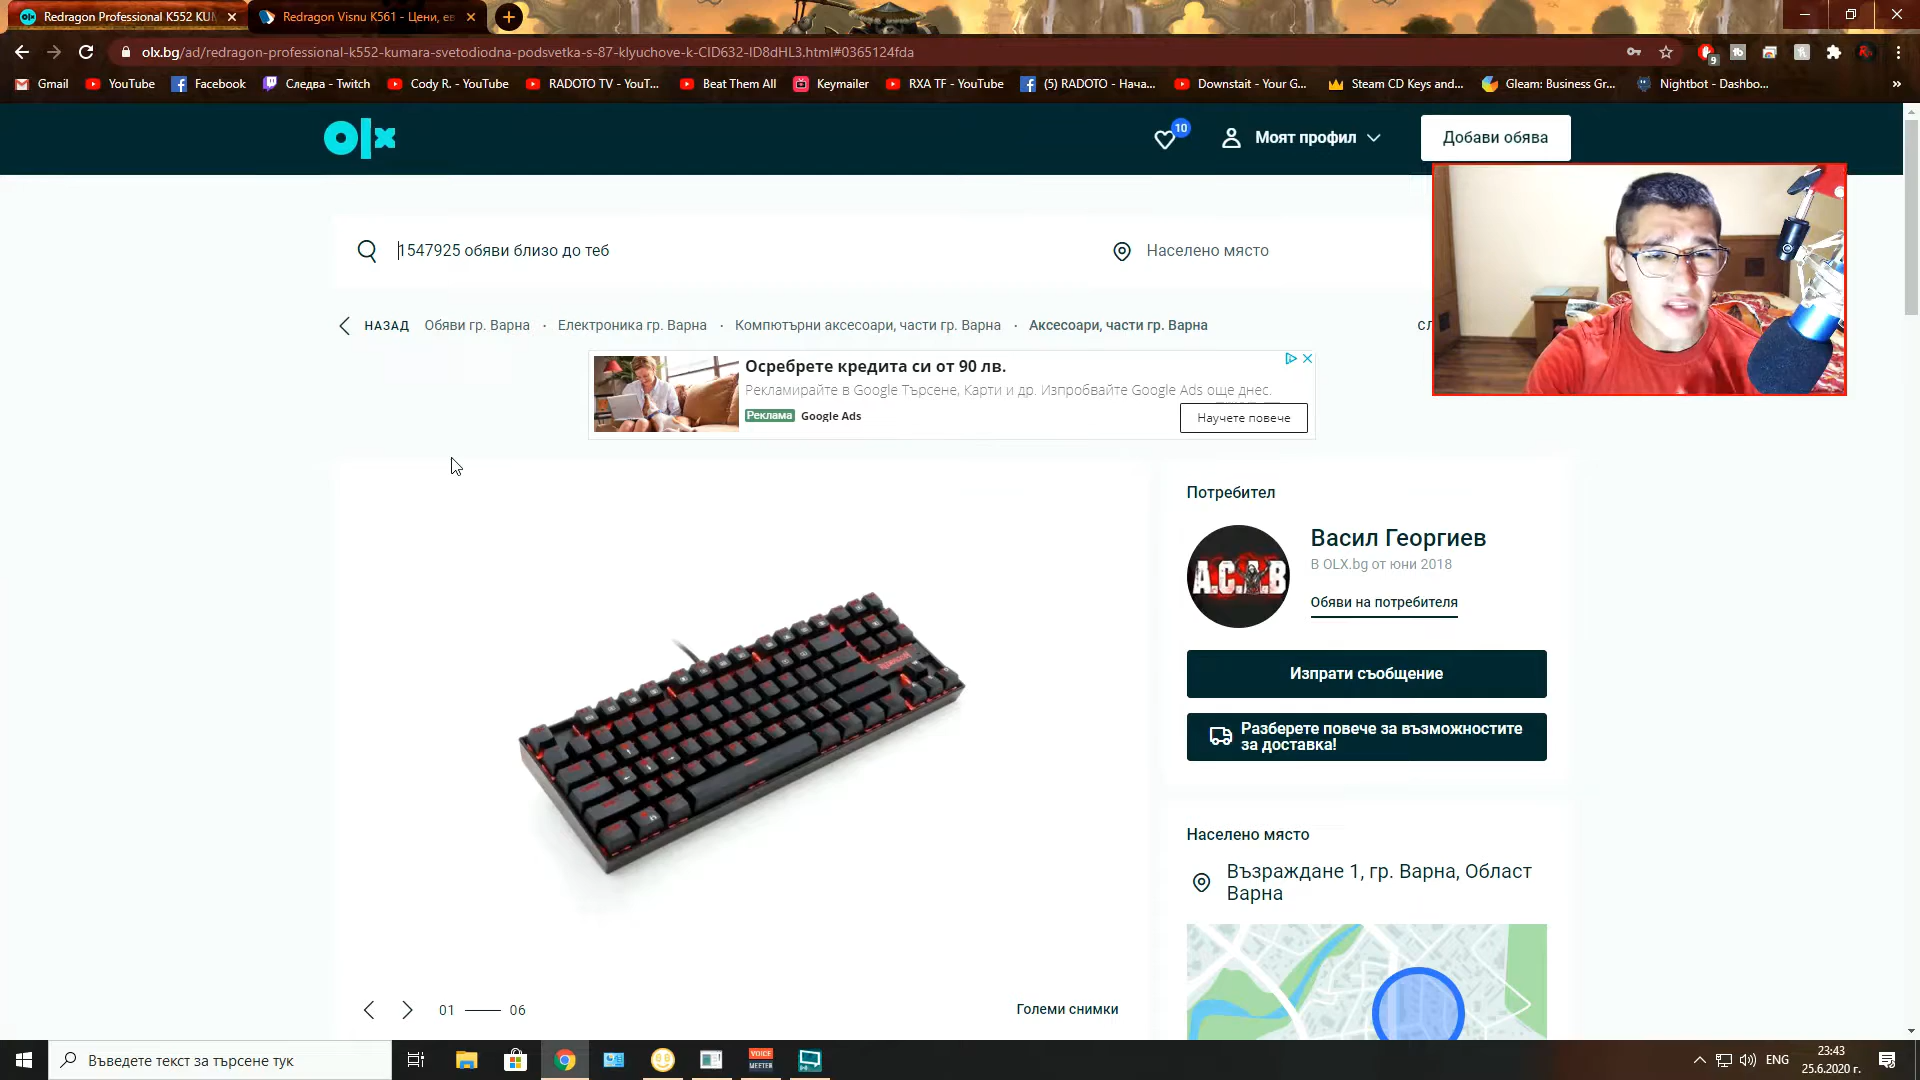 Redragon Professional K552 KUM
Redragon Visnu K561 - Цени, ев
olx.bg/ad/redragon-professional-k552-kumara-svetodiodna-podsvetka-s-87-klyuchove-k-CID632-ID8dHL3.html#0365124fda
9
Gmail
YouTube
Facebook
Следва - Twitch
Cody R. - YouTube
RADOTO TV - YouT...
Beat Them All
Keymailer
RXA TF - YouTube
(5) RADOTO - Нача...
Downstait - Your G...
Steam CD Keys and...
Gleam: Business Gr...
Nightbot - Dashbo...
olx
10
Моят профил
Добави обява
1547925 обяви близо до теб
Населено място
НАЗАД
Обяви гр. Варна · Електроника гр. Варна · Компютърни аксесоари, части гр. Варна · Аксесоари, части гр. Варна
Осребрете кредита си от 90 лв.
Рекламирайте в Google Търсене, Карти и др. Изпробвайте Google Ads още днес.
Реклама Google Ads
Научете повече
Потребител
A.C.A.B
Васил Георгиев
В OLX.bg от юни 2018
Обяви на потребителя
Изпрати съобщение
Разберете повече за възможностите
за доставка!
Населено място
Възраждане 1, гр. Варна, Област
Варна
01
06
Големи снимки
Въведете текст за търсене тук
VOICE
MEETER
ENG
23:43
25.6.2020 г.